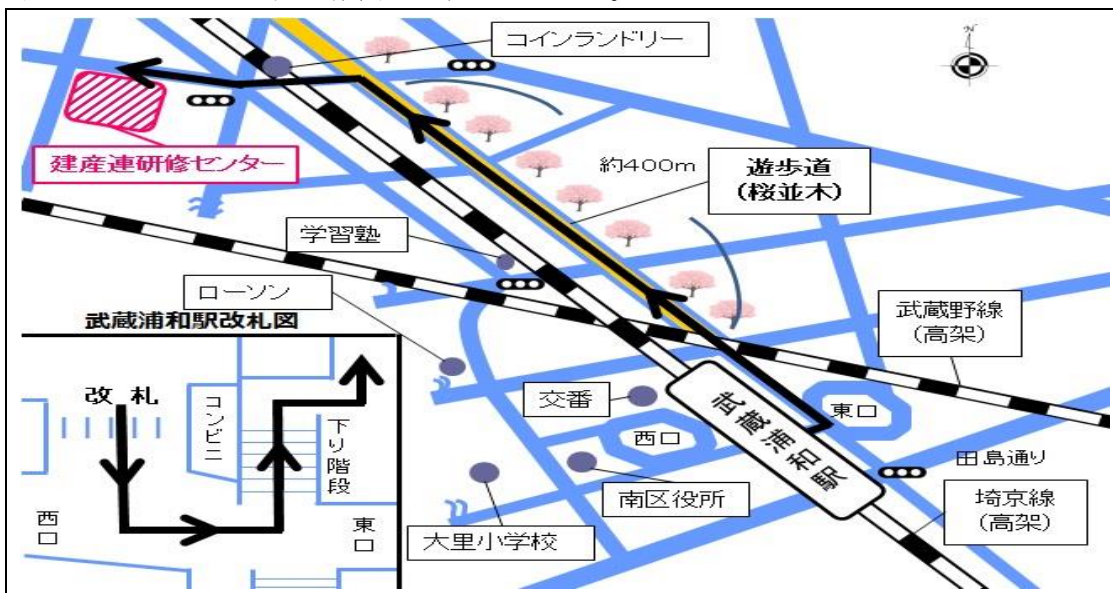 コインランドリー
N
建産連研修センター
約400m
遊歩道
(桜並木)
学習塾
ローソン
武蔵野線
(高架)
武蔵浦和駅改札図
改札
コンビニ
下り階段
西口
東口
交番
西口
武蔵浦和駅
東口
田島通り
南区役所
埼京線
(高架)
大里小学校